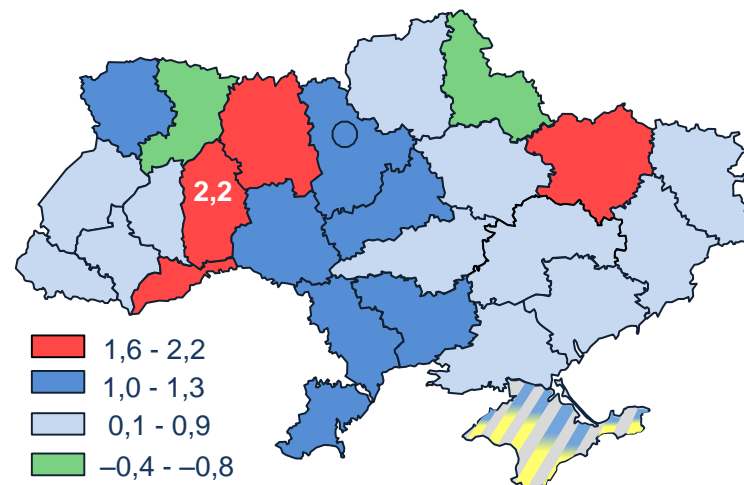 2,2
1,6 - 2,2
1,0 - 1,3
0,1 - 0,9
–0,4 - –0,8